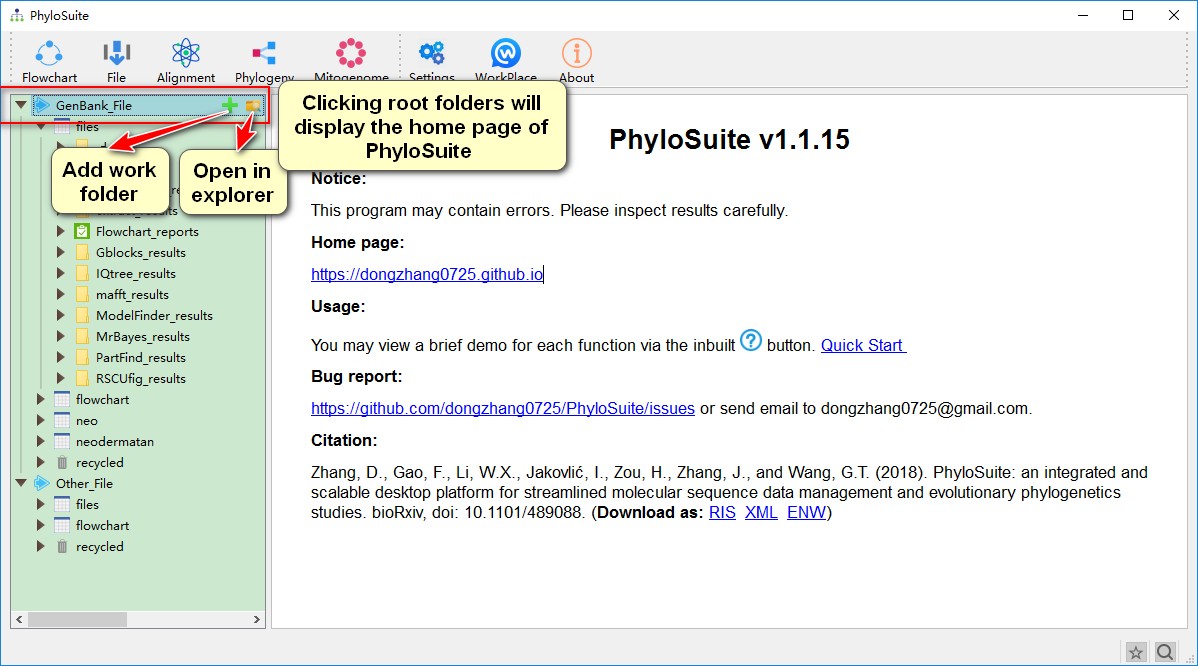 PhyloSuite
Flowchart
File
Alignment
Phylogeny
Mitogenome
Settings
WorkPlace
About
GenBank_File
files
Add work
folder
Open in
explorer
Clicking root folders will
display the home page of
PhyloSuite
Flowchart_reports
Gblocks_results
IQtree_results
mafft_results
ModelFinder_results
MrBayes_results
PartFind_results
RSCUfig_results
flowchart
neo
neodermatan
recycled
Other_File
files
flowchart
recycled
PhyloSuite v1.1.15
Notice:
This program may contain errors. Please inspect results carefully.
Home page:
https://dongzhang0725.github.io
Usage:
You may view a brief demo for each function via the inbuilt ? button. Quick Start
Bug report:
https://github.com/dongzhang0725/PhyloSuite/issues or send email to dongzhang0725@gmail.com.
Citation:
Zhang, D., Gao, F., Li, W.X., Jakovlić, I., Zou, H., Zhang, J., and Wang, G.T. (2018). PhyloSuite: an integrated and
scalable desktop platform for streamlined molecular sequence data management and evolutionary phylogenetics
studies. bioRxiv, doi: 10.1101/489088. (Download as: RIS XML ENW)